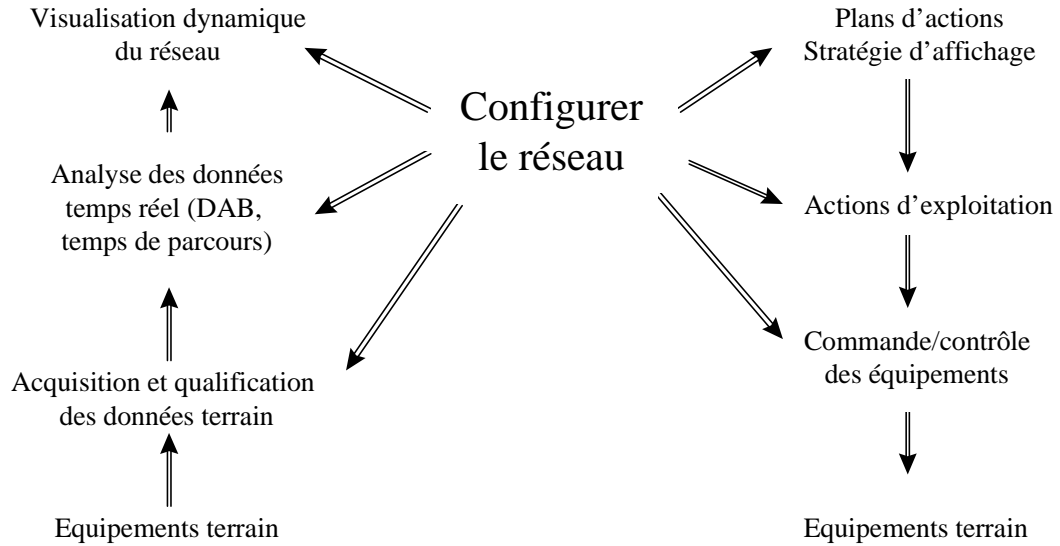 Visualisation dynamique
du réseau
Plans d'actions
Stratégie d'affichage
Configurer
le réseau
Analyse des données
temps réel (DAB,
temps de parcours)
Actions d'exploitation
Acquisition et qualification
des données terrain
Commande/contrôle
des équipements
Equipements terrain
Equipements terrain